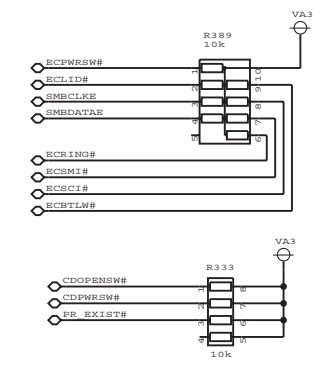 VA3
R389
10k
ECPWRSW#
1
10
ECLID#
2
9
SMBCLKE
3
8
SMBDATAE
4
7
5
6
ECRING#
ECSMI#
ECSCI#
ECBTLW#
VA3
R333
CDOPENSW#
1
8
CDPWRSW#
2
7
PR_EXIST#
3
6
4
5
10k